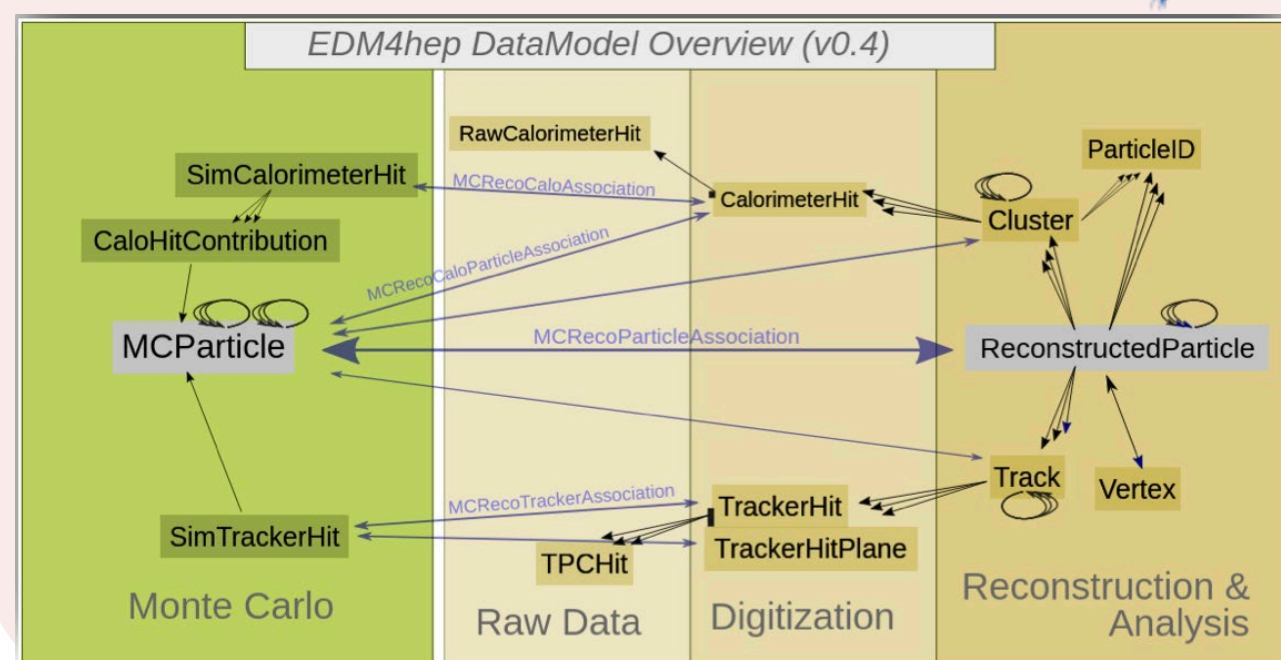 EDM4hep DataModel Overview (v0.4)
RawCalorimeterHit
ParticleID
SimCalorimeterHit
MCRecoCaloAssociation
CalorimeterHit
Cluster
CaloHitContribution
MCRecoCaloParticleAssociation
MCParticle
MCRecoParticleAssociation
ReconstructedParticle
Track
Vertex
MCRecoTrackerAssociation
TrackerHit
SimTrackerHit
TrackerHitPlane
TPCHit
Monte Carlo
Raw Data
Digitization
Reconstruction &
Analysis